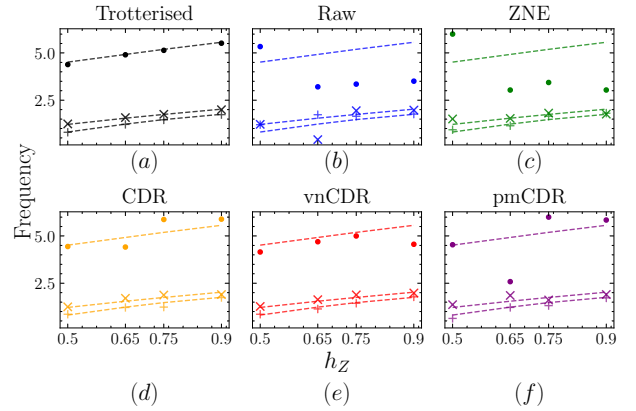 Trotterised Raw ZNE
5.0
2.5
(a) (b) (c)
Frequency
CDR vnCDR pmCDR
5.0
2.5
0.5 0.65 0.75 0.9 0.5 0.65 0.75 0.9 0.5 0.65 0.75 0.9
h_Z
(d) (e) (f)